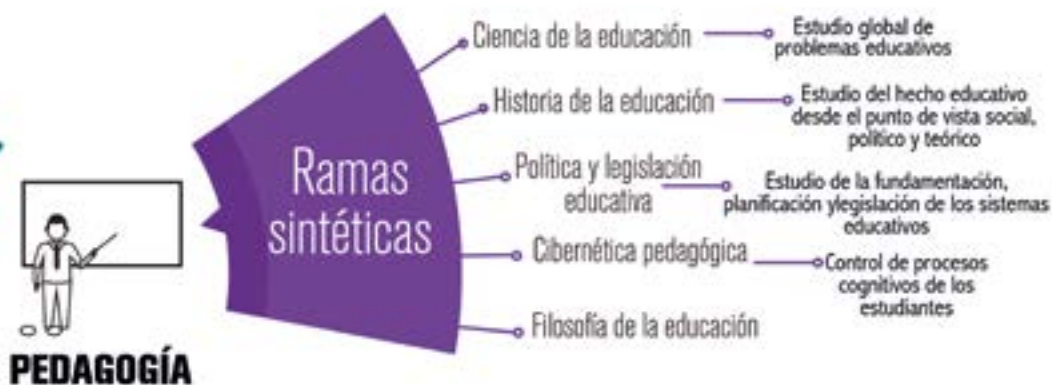 Ciencia de la educación
Estudio global de
problemas educativos
Historia de la educación
Estudio del hecho educativo
desde el punto de vista social,
político y teórico
Ramas
sintéticas
Política y legislación
educativa
Estudio de la fundamentación,
planificación ylegislación de los sistemas
educativos
Cibernética pedagógica
Control de procesos
cognitivos de los
estudiantes
Filosofía de la educación
PEDAGOGÍA